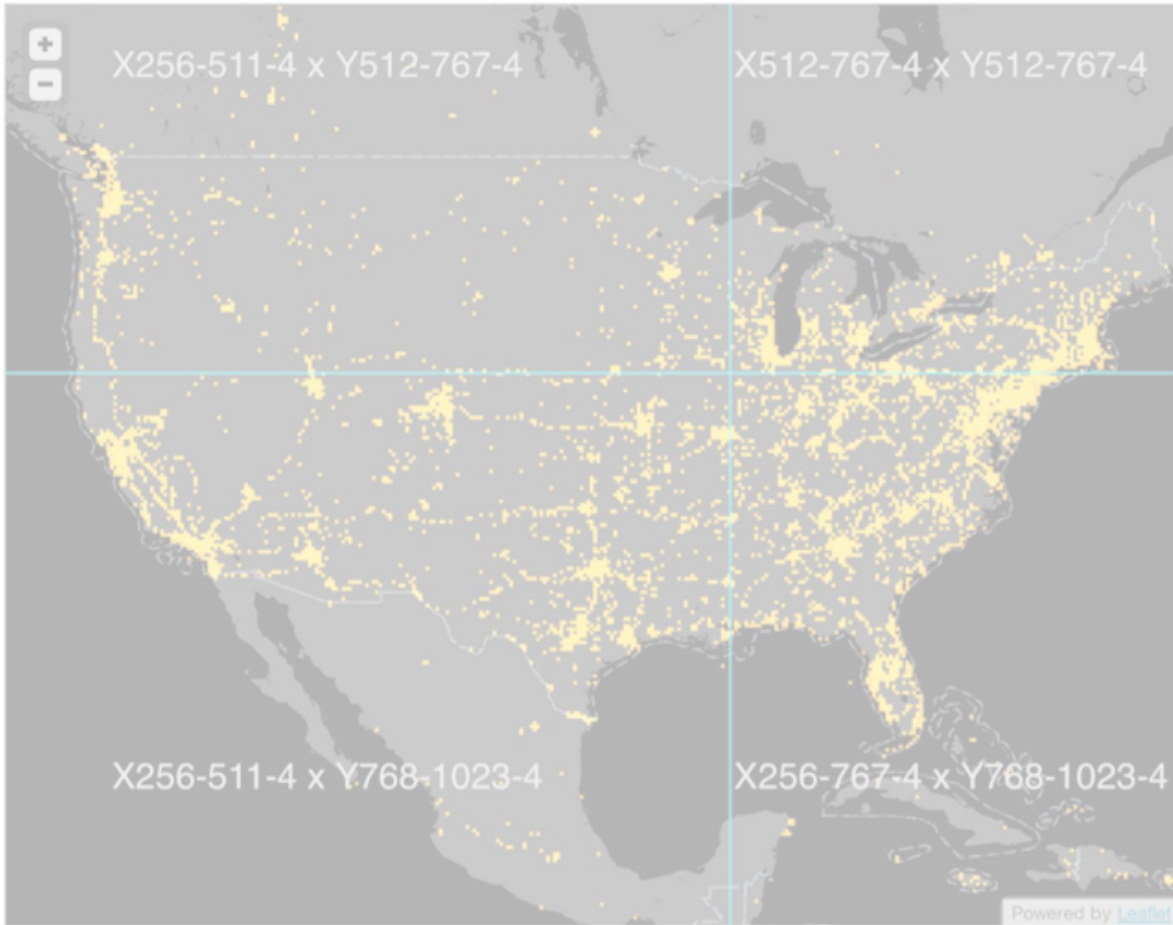 +
X256-511-4 x Y512-767-4
X512-767-4 x Y512-767-4
−
X256-511-4 x Y768-1023-4
X256-767-4 x Y768-1023-4
Powered by Leaflet